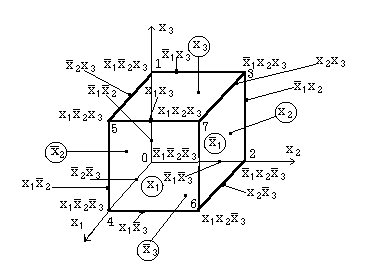 x₃
x̅₂x₃ x̅₁x̅₂x₃ 1 x̅₁x₃ x₃ x̅₁x₂x₃ 3 x₂x₃
x̅₁x̅₂ x₁x₃ x̅₁x₂
x₁x̅₂x₃ x₁x₂x₃ x₂
5 7
x̅₂ 0 x̅₁x̅₂x̅₃ x̅₁ 2 x₂
x̅₂x̅₃ x̅₁x̅₃ x̅₁x₂x̅₃
x₁x̅₂ x₁ x₂x̅₃
x₁x̅₂x̅₃ 6 x₁x₂x̅₃
4 x₁x̅₃
x₁ x̅₃